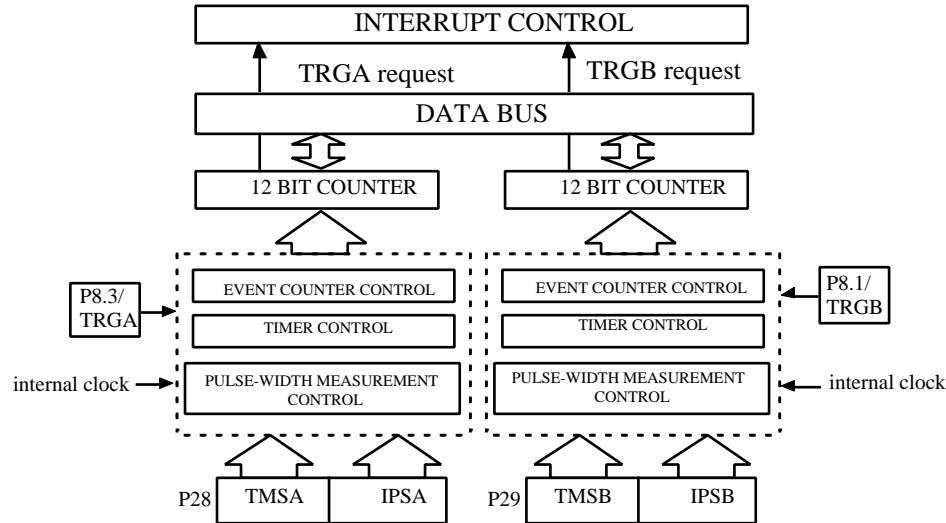 INTERRUPT CONTROL
TRGA request
TRGB request
DATA BUS
12 BIT COUNTER
12 BIT COUNTER
EVENT COUNTER CONTROL
EVENT COUNTER CONTROL
P8.3/
TRGA
P8.1/
TRGB
TIMER CONTROL
TIMER CONTROL
internal clock
PULSE-WIDTH MEASUREMENT
CONTROL
PULSE-WIDTH MEASUREMENT
CONTROL
internal clock
P28
TMSA
IPSA
P29
TMSB
IPSB